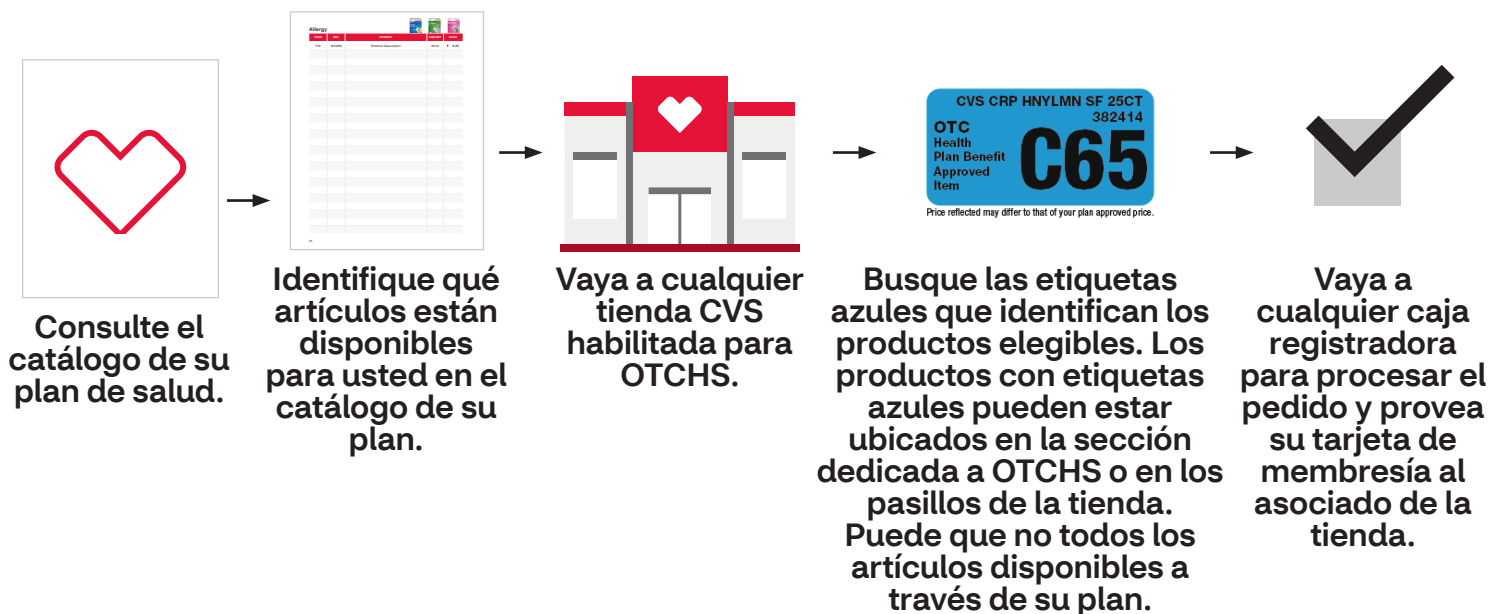 Consulte el
catálogo de su
plan de salud.
Allergy
Identifique qué
artículos están
disponibles
para usted en el
catálogo de su
plan.
Vaya a cualquier
tienda CVS
habilitada para
OTCHS.
CVS CRP HNYLMN SF 25CT
382414
OTC
Health
Plan Benefit
Approved
Item
C65
Price reflected may differ to that of your plan approved price.
Busque las etiquetas
azules que identifican los
productos elegibles. Los
productos con etiquetas
azules pueden estar
ubicados en la sección
dedicada a OTCHS o en los
pasillos de la tienda.
Puede que no todos los
artículos disponibles a
través de su plan.
Vaya a
cualquier caja
registradora
para procesar el
pedido y provea
su tarjeta de
membresía al
asociado de la
tienda.